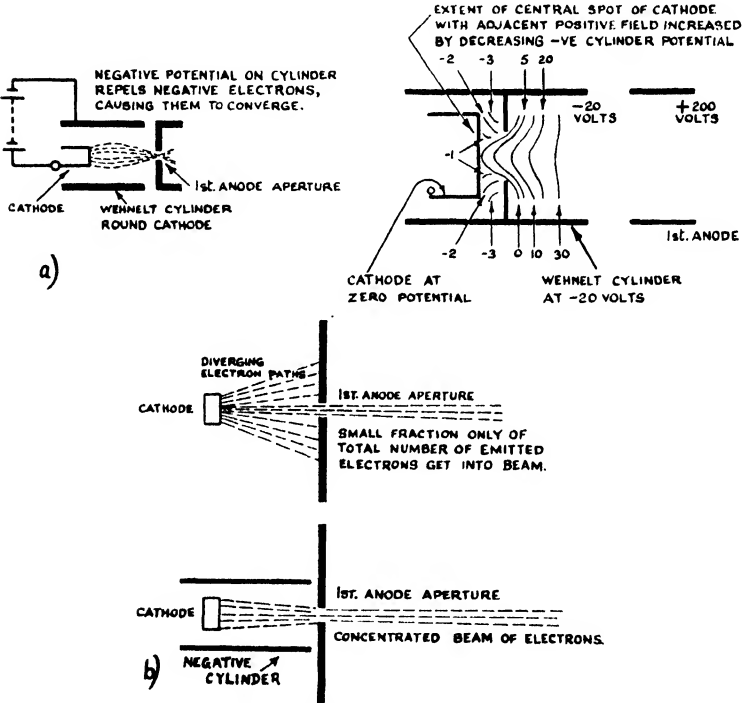 NEGATIVE POTENTIAL ON CYLINDER
REPELS NEGATIVE ELECTRONS,
CAUSING THEM TO CONVERGE.
1ST. ANODE APERTURE
CATHODE
WEHNELT CYLINDER
ROUND CATHODE
a)
EXTENT OF CENTRAL SPOT OF CATHODE
WITH ADJACENT POSITIVE FIELD INCREASED
BY DECREASING -VE CYLINDER POTENTIAL
-2 -3 5 20
-20
VOLTS
+200
VOLTS
-1
1ST. ANODE
-2 -3 0 10 30
CATHODE AT
ZERO POTENTIAL
WEHNELT CYLINDER
AT -20 VOLTS
DIVERGING
ELECTRON PATHS
1ST. ANODE APERTURE
CATHODE
SMALL FRACTION ONLY OF
TOTAL NUMBER OF EMITTED
ELECTRONS GET INTO BEAM.
1ST. ANODE APERTURE
CATHODE
CONCENTRATED BEAM OF ELECTRONS.
b)
NEGATIVE
CYLINDER